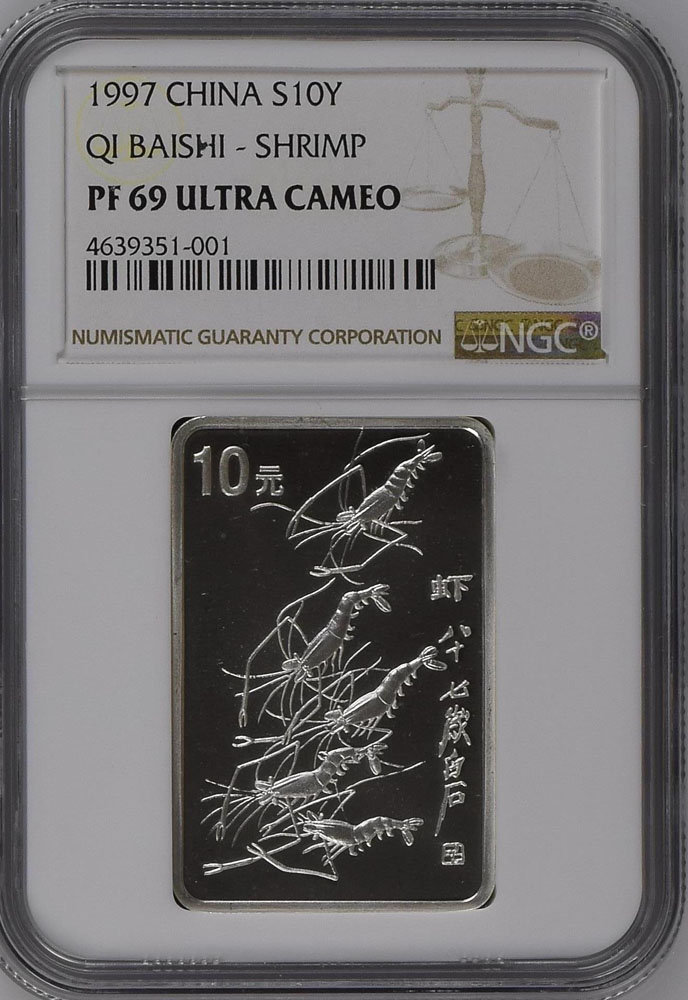 1997 CHINA S10Y
QI BAISHI - SHRIMP
PF 69 ULTRA CAMEO
4639351-001
NUMISMATIC GUARANTY CORPORATION
NGC®
10元
虾
八十七歲白石